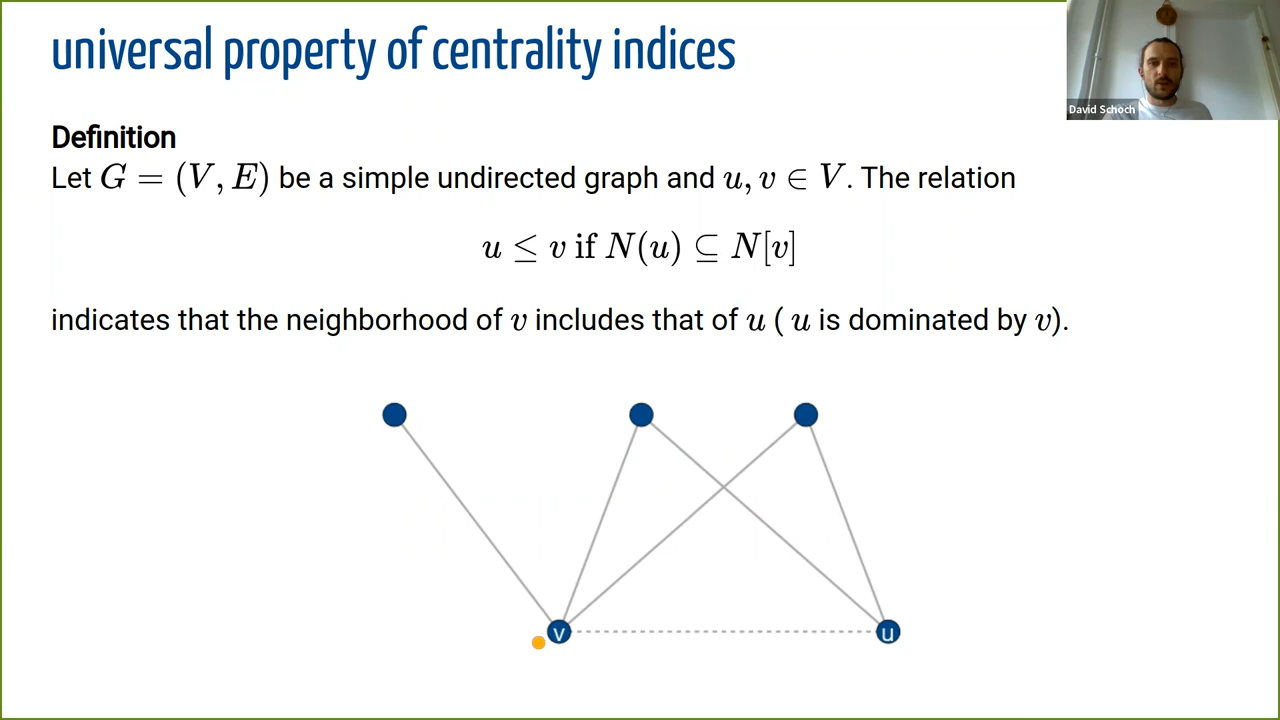 universal property of centrality indices
David Schoch
Definition
Let G = (V, E) be a simple undirected graph and u, v ∈ V. The relation
u ≤ v if N(u) ⊆ N[v]
indicates that the neighborhood of v includes that of u ( u is dominated by v).
v
u